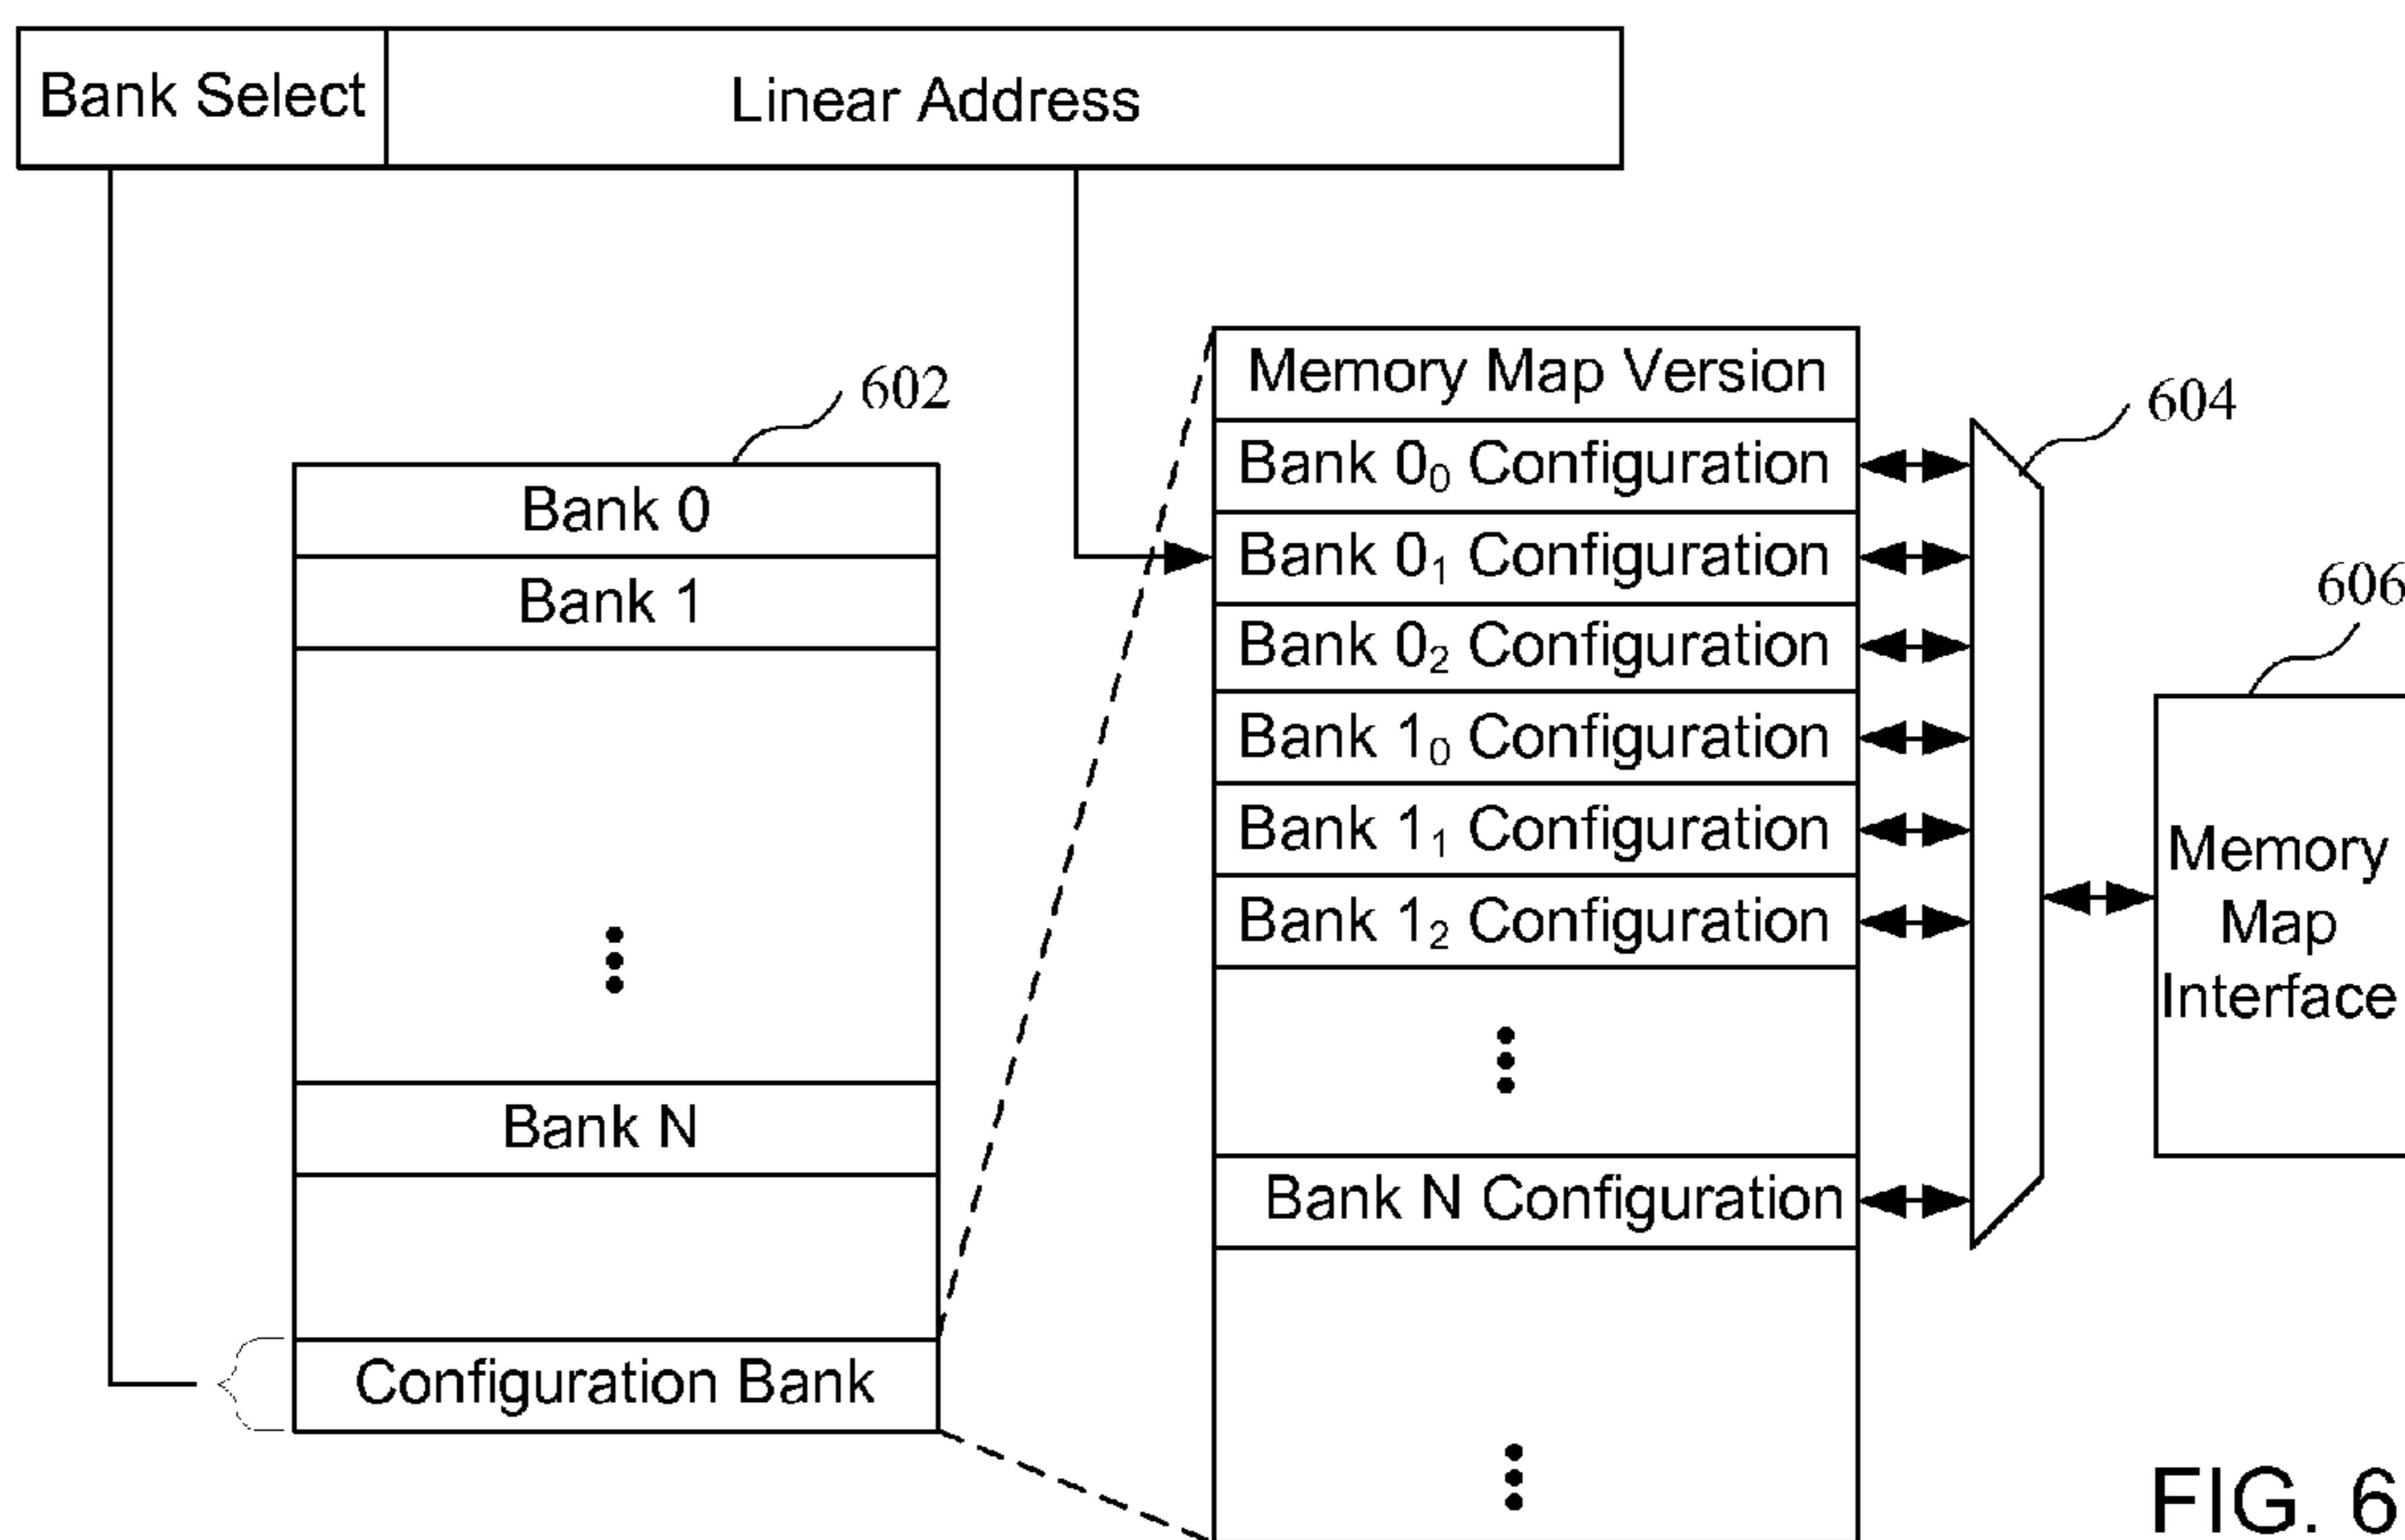 Bank Select
Linear Address
602
Bank 0
Bank 1
Bank N
Configuration Bank
Memory Map Version
Bank 0₀ Configuration
Bank 0₁ Configuration
Bank 0₂ Configuration
Bank 1₀ Configuration
Bank 1₁ Configuration
Bank 1₂ Configuration
Bank N Configuration
604
606
Memory
Map
Interface
FIG. 6